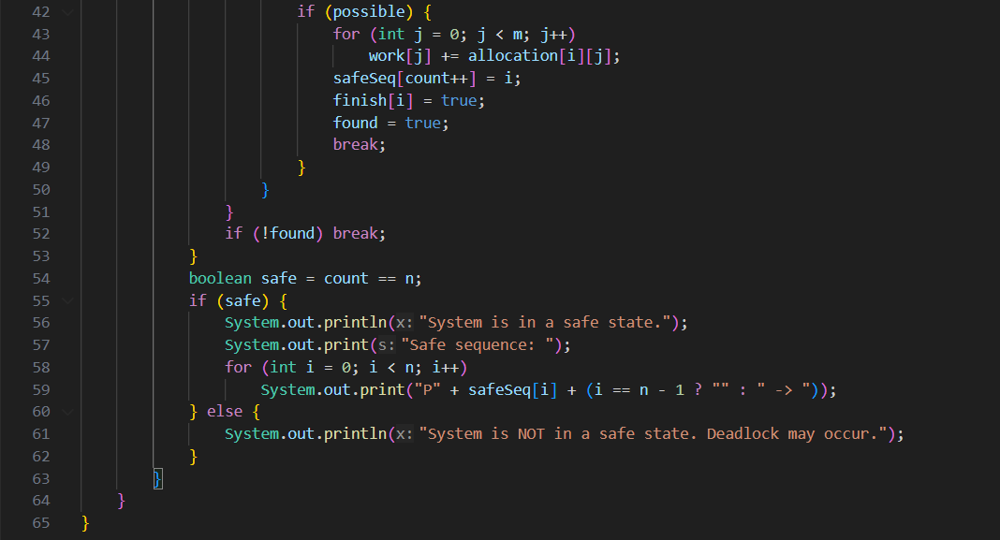 42 if (possible) {
43 for (int j = 0; j < m; j++)
44 work[j] += allocation[i][j];
45 safeSeq[count++] = i;
46 finish[i] = true;
47 found = true;
48 break;
49 }
50 }
51 }
52 if (!found) break;
53 }
54 boolean safe = count == n;
55 if (safe) {
56 System.out.println(x: "System is in a safe state.");
57 System.out.print(s: "Safe sequence: ");
58 for (int i = 0; i < n; i++)
59 System.out.print("P" + safeSeq[i] + (i == n - 1 ? "" : " -> "));
60 } else {
61 System.out.println(x: "System is NOT in a safe state. Deadlock may occur.");
62 }
63 }
64 }
65 }